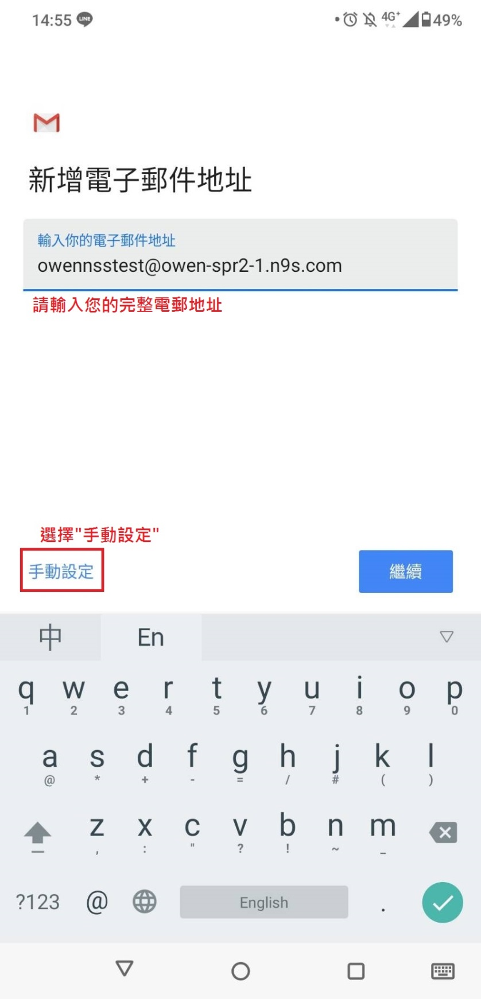 14:55 LINE 4G+ 49%
新增電子郵件地址
輸入你的電子郵件地址
owennsstest@owen-spr2-1.n9s.com
請輸入您的完整電郵地址
選擇"手動設定"
手動設定 繼續
中 En
q w e r t y u i o p
1 2 3 4 5 6 7 8 9 0
a s d f g h j k l
@ * + - = / # ( )
z x c v b n m
, : " ? ! ~ _
?123 @ English .